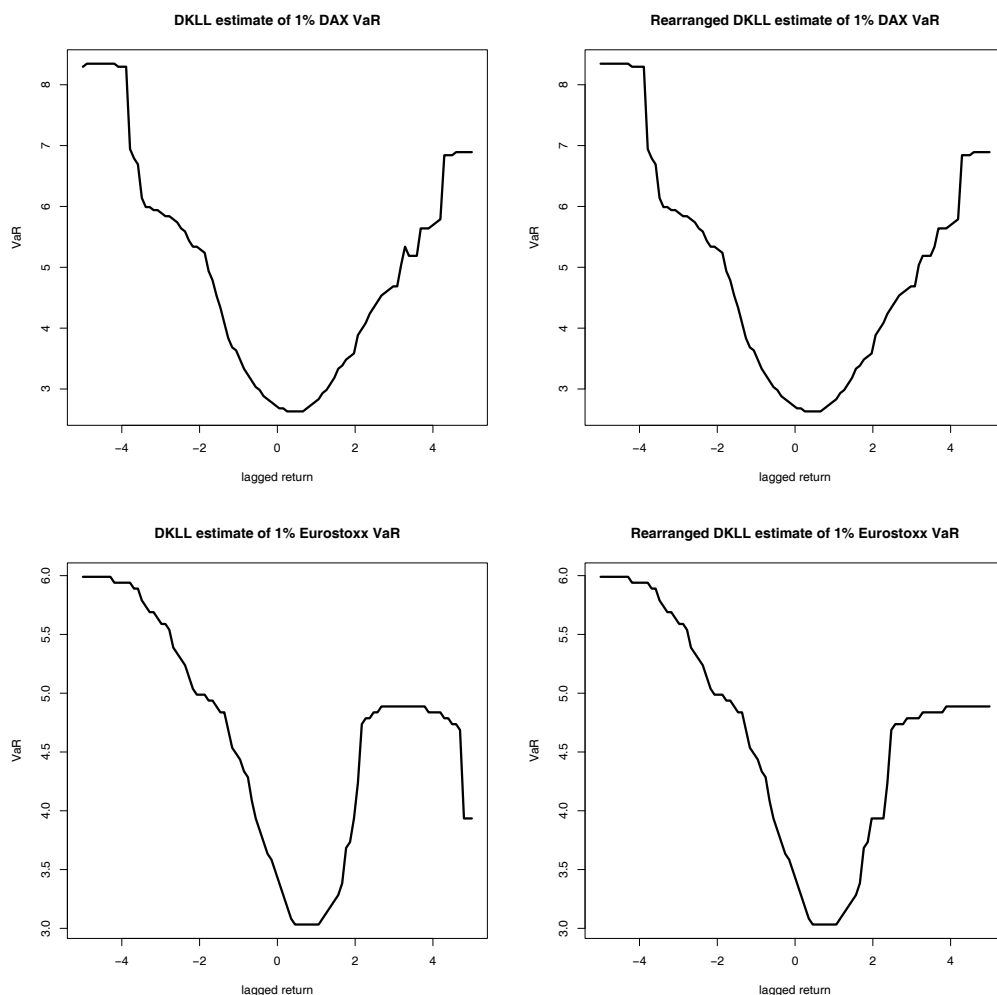 DKLL estimate of 1% DAX VaR
VaR
8
7
6
5
4
3
−4 −2 0 2 4
lagged return
Rearranged DKLL estimate of 1% DAX VaR
VaR
8
7
6
5
4
3
−4 −2 0 2 4
lagged return
DKLL estimate of 1% Eurostoxx VaR
VaR
6.0
5.5
5.0
4.5
4.0
3.5
3.0
−4 −2 0 2 4
lagged return
Rearranged DKLL estimate of 1% Eurostoxx VaR
VaR
6.0
5.5
5.0
4.5
4.0
3.5
3.0
−4 −2 0 2 4
lagged return